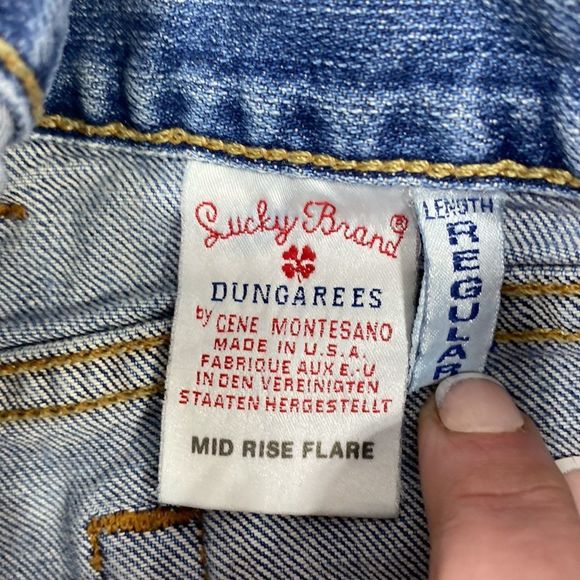 Lucky Brand®
DUNGAREES
by GENE MONTESANO
MADE IN U.S.A.
FABRIQUE AUX E.-U
IN DEN VEREINIGTEN
STAATEN HERGESTELLT
MID RISE FLARE
LENGTH
REGULAR